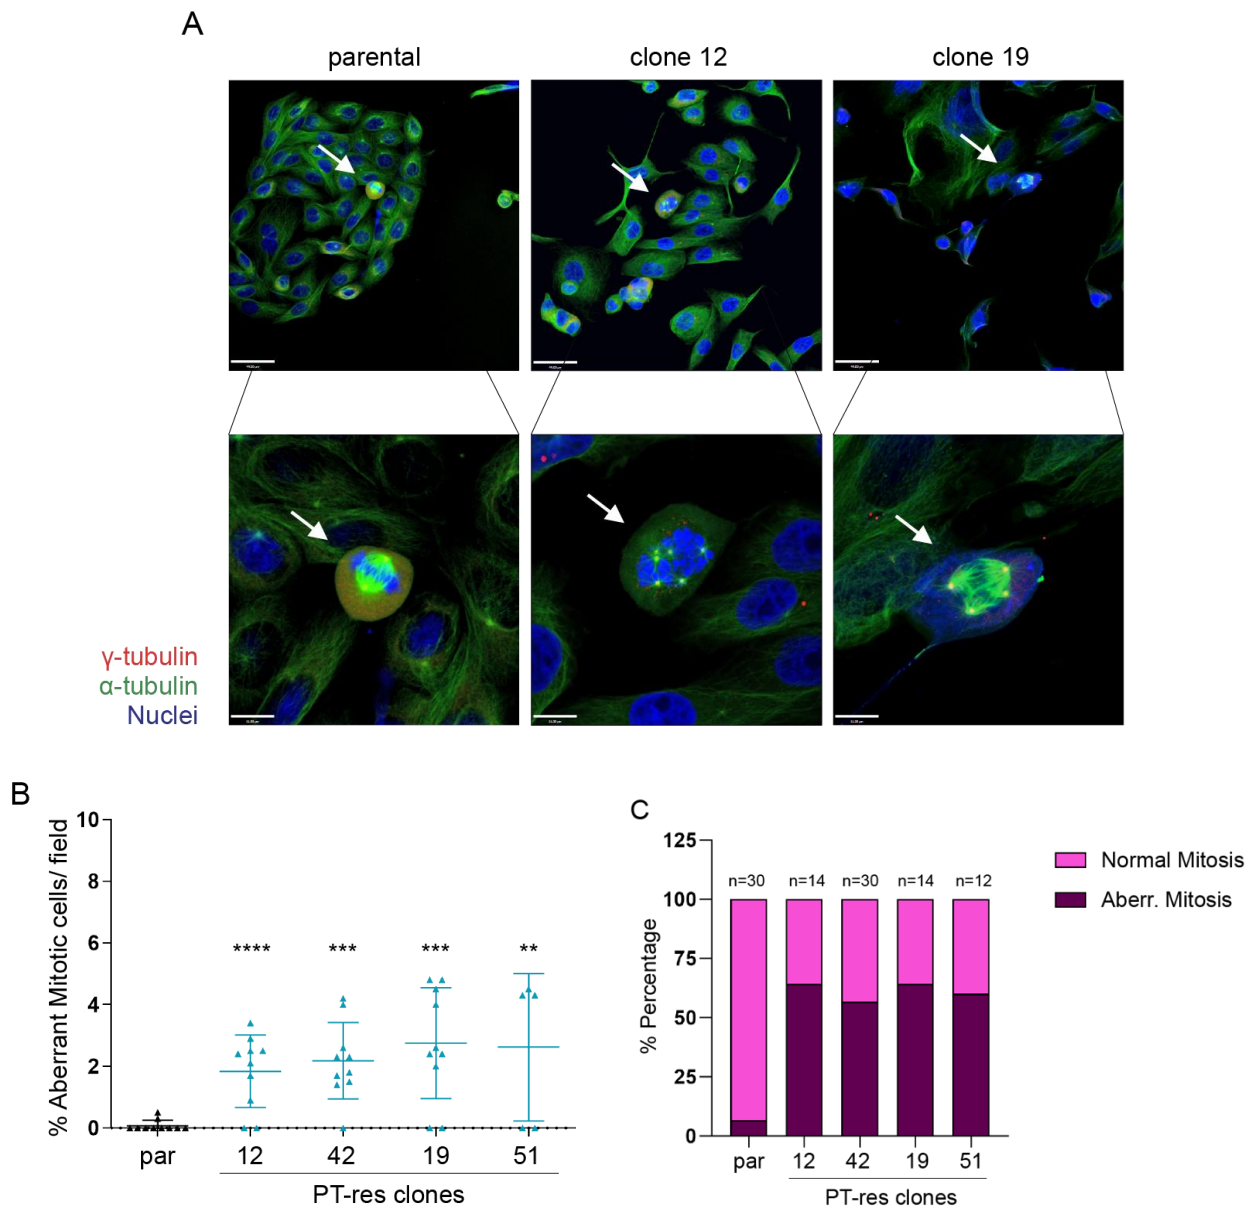 A
parental
clone 12
clone 19
γ-tubulin
α-tubulin
Nuclei
B
% Aberrant Mitotic cells/ field
10
8
6
4
2
0
****
***
***
**
par
12
42
19
51
PT-res clones
C
% Percentage
125
100
75
50
25
0
n=30
n=14
n=30
n=14
n=12
par
12
42
19
51
PT-res clones
Normal Mitosis
Aberr. Mitosis